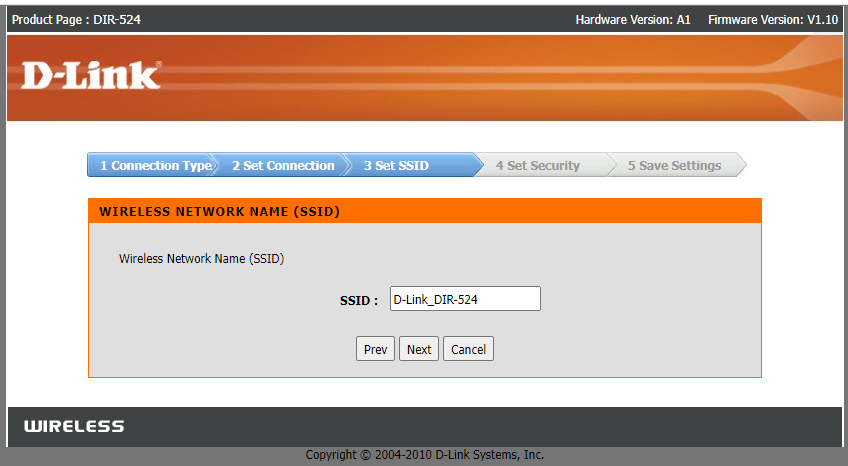 Product Page : DIR-524 Hardware Version: A1 Firmware Version: V1.10
D-Link®
1 Connection Type 2 Set Connection 3 Set SSID 4 Set Security 5 Save Settings
WIRELESS NETWORK NAME (SSID)
Wireless Network Name (SSID)
SSID : D-Link_DIR-524
Prev Next Cancel
WIRELESS
Copyright © 2004-2010 D-Link Systems, Inc.